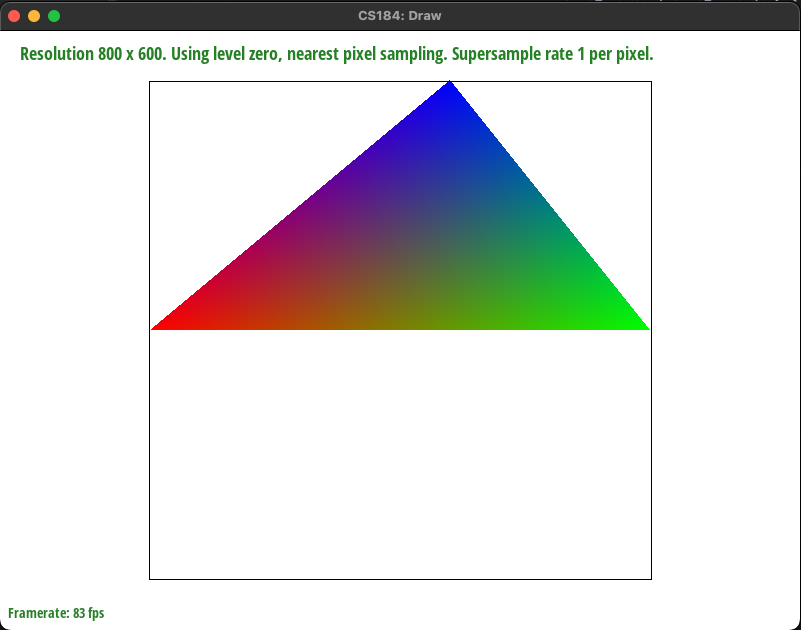 CS184: Draw
Resolution 800 x 600. Using level zero, nearest pixel sampling. Supersample rate 1 per pixel.
Framerate: 83 fps